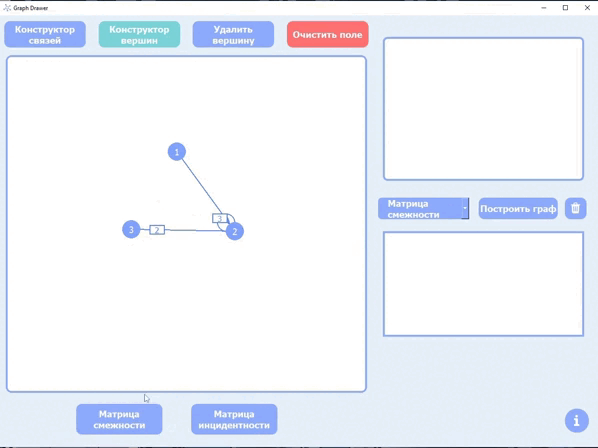 Graph Drawer
Конструктор
связей
Конструктор
вершин
Удалить
вершину
Очистить поле
1
3
3
2
2
Матрица
смежности
Построить граф
Матрица
смежности
Матрица
инцидентности
i